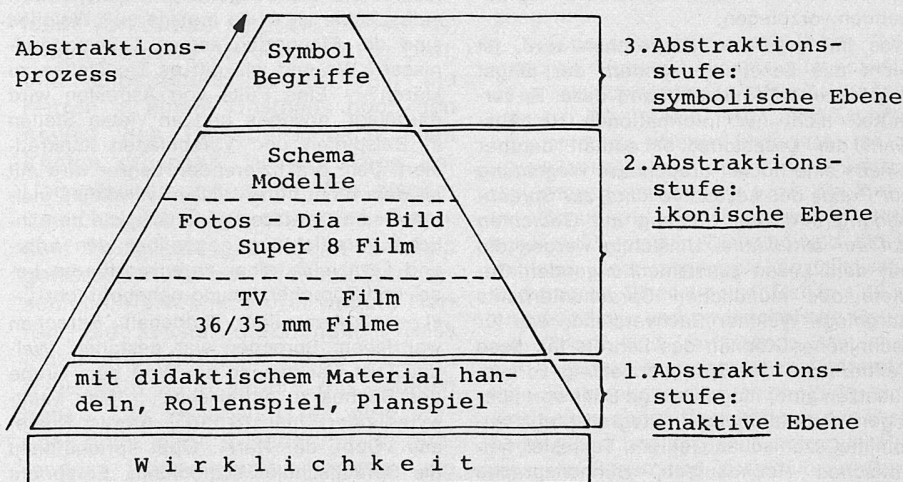 Abstraktions-
prozess
Symbol
Begriffe
3.Abstraktions-
stufe:
symbolische Ebene
Schema
Modelle
Fotos - Dia - Bild
Super 8 Film
TV - Film
36/35 mm Filme
2.Abstraktions-
stufe:
ikonische Ebene
mit didaktischem Material han-
deln, Rollenspiel, Planspiel
1.Abstraktions-
stufe:
enaktive Ebene
Wirklichkeit